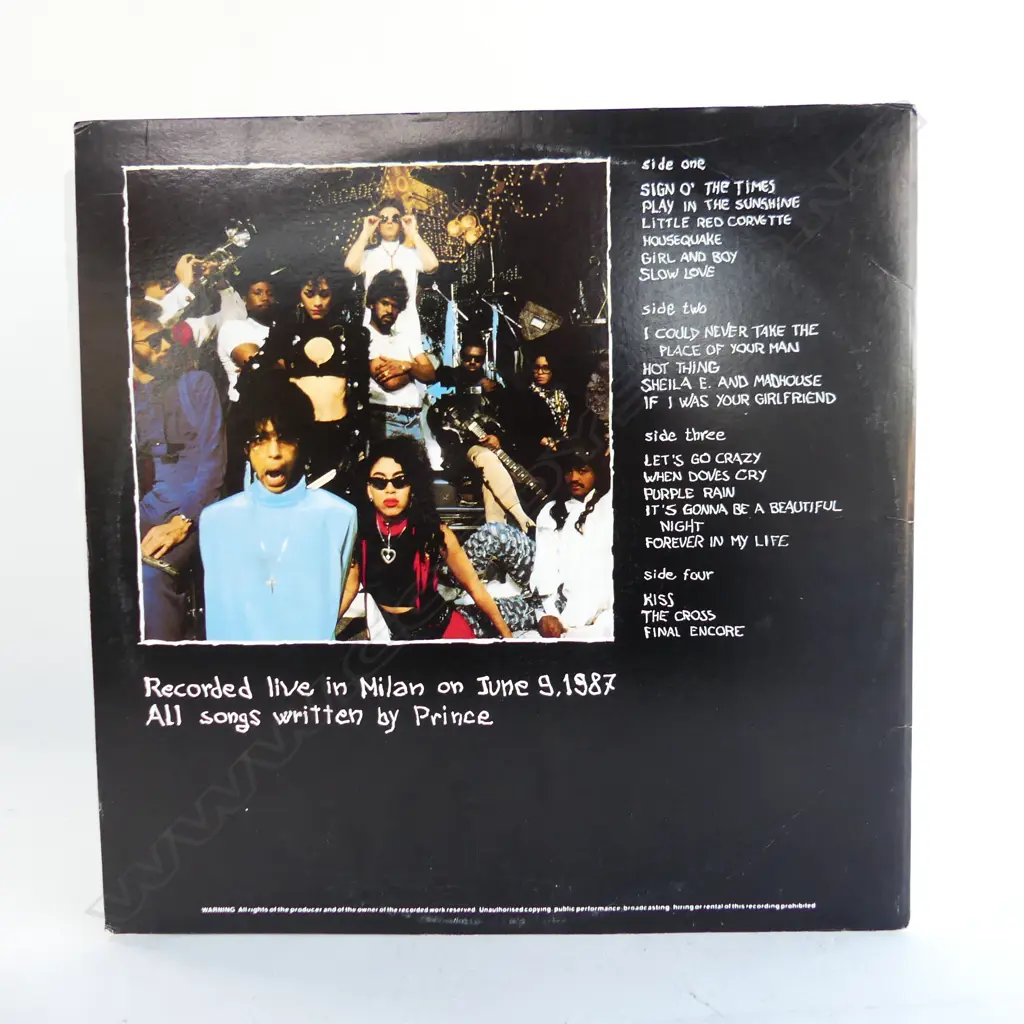 side one
SIGN O' THE TIMES
PLAY IN THE SUNSHINE
LITTLE RED CORVETTE
HOUSEQUAKE
GIRL AND BOY
SLOW LOVE
side two
I COULD NEVER TAKE THE
PLACE OF YOUR MAN
HOT THING
SHEILA E. AND MADHOUSE
IF I WAS YOUR GIRLFRIEND
side three
LET'S GO CRAZY
WHEN DOVES CRY
PURPLE RAIN
IT'S GONNA BE A BEAUTIFUL
NIGHT
FOREVER IN MY LIFE
side four
KISS
THE CROSS
FINAL ENCORE
Recorded live in Milan on June 9, 1987
All songs written by Prince
WARNING All rights of the producer and of the owner of the recorded work reserved Unauthorised copying public performance broadcasting hiring or rental of this recording prohibited